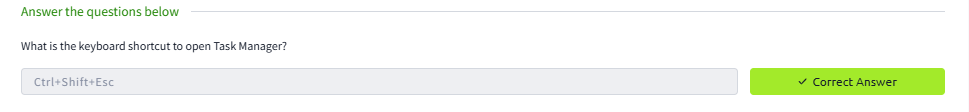 Answer the questions below
What is the keyboard shortcut to open Task Manager?
Ctrl+Shift+Esc
✓ Correct Answer